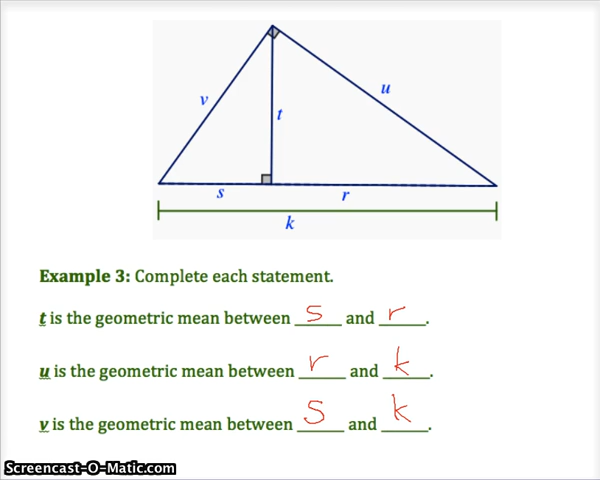 v
u
t
s
r
k
Example 3: Complete each statement.
t is the geometric mean between s and r.
u is the geometric mean between r and k.
v is the geometric mean between s and k.
Screencast-O-Matic.com